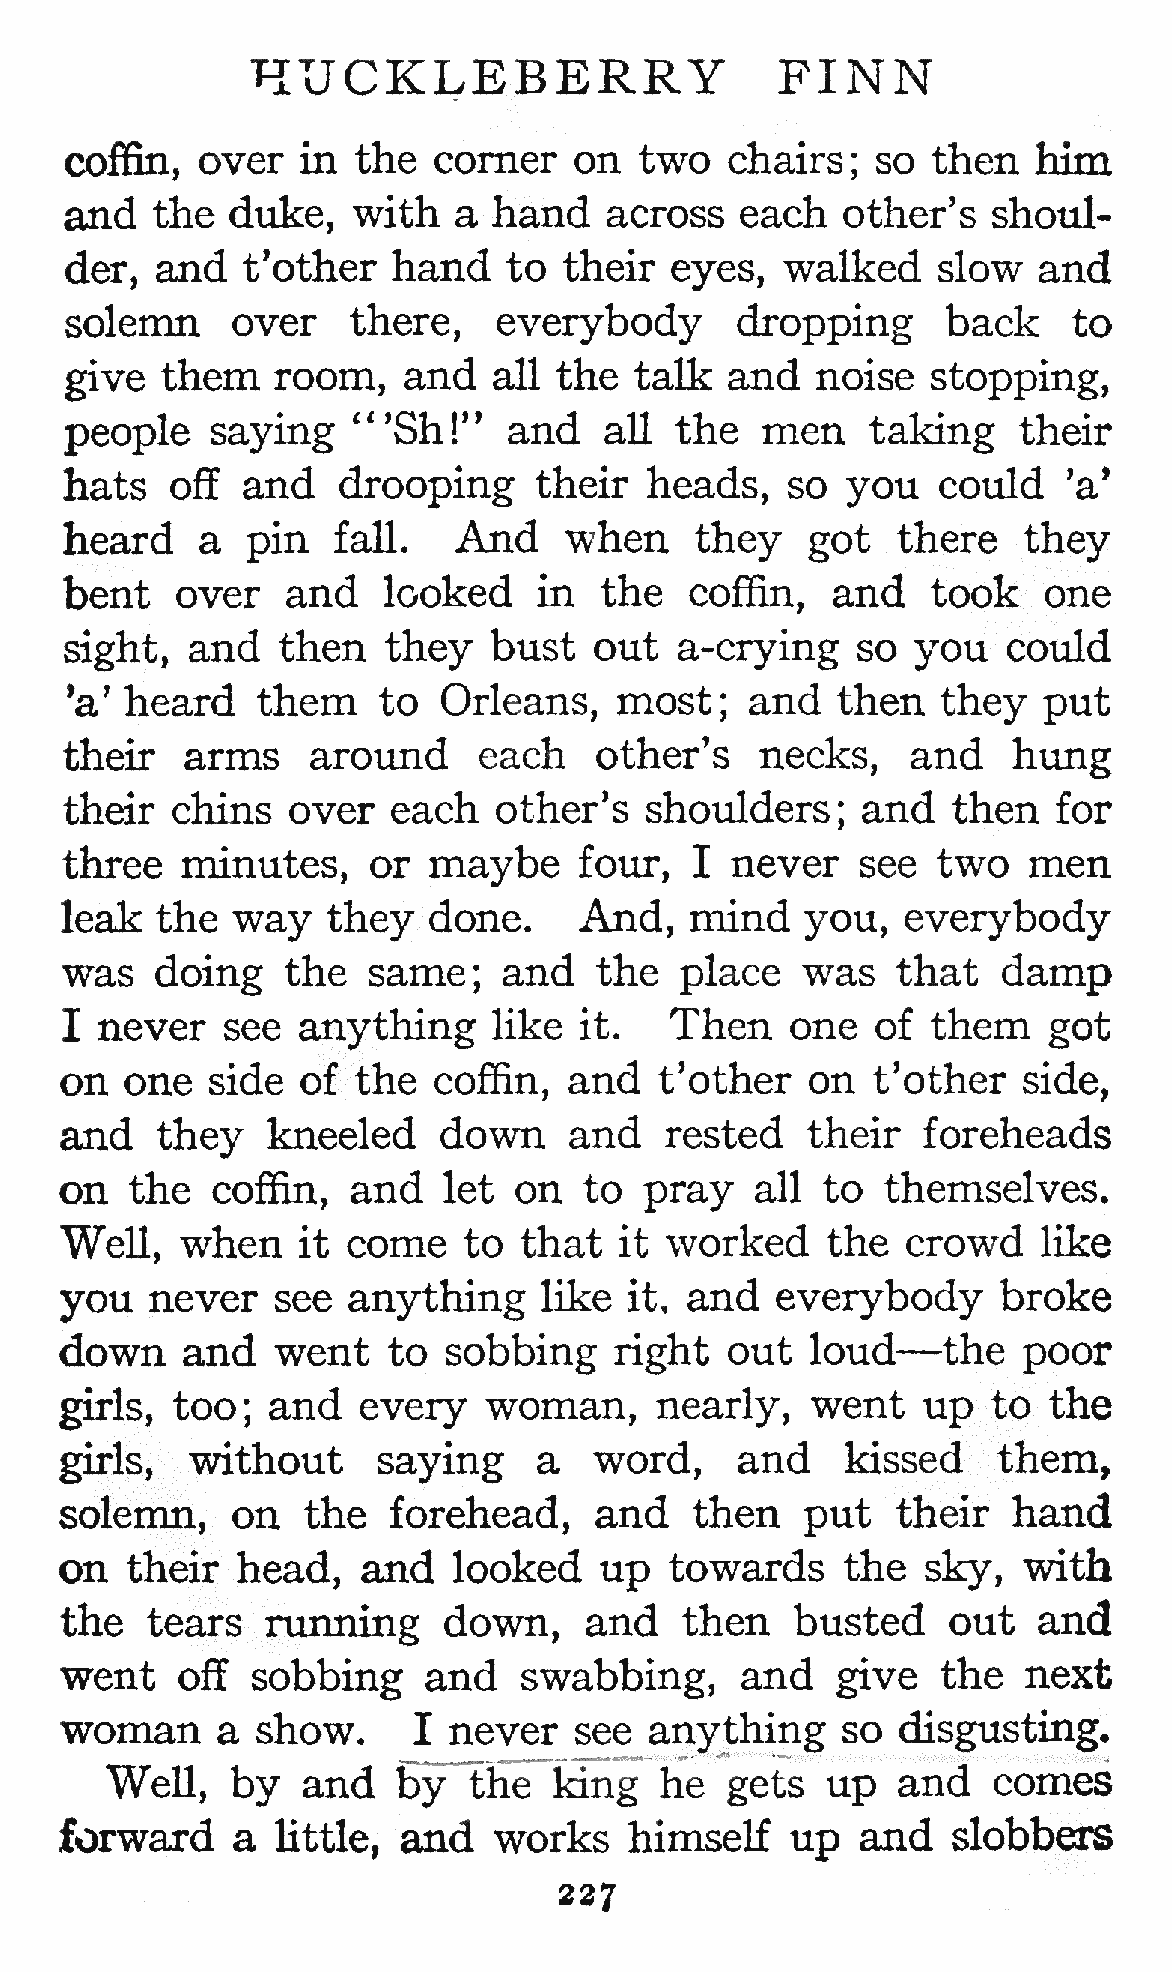 HUCKLEBERRY FINN
coffin, over in the corner on two chairs; so then him
and the duke, with a hand across each other's shoul-
der, and t'other hand to their eyes, walked slow and
solemn over there, everybody dropping back to
give them room, and all the talk and noise stopping,
people saying "'Sh!" and all the men taking their
hats off and drooping their heads, so you could 'a'
heard a pin fall. And when they got there they
bent over and looked in the coffin, and took one
sight, and then they bust out a-crying so you could
'a' heard them to Orleans, most; and then they put
their arms around each other's necks, and hung
their chins over each other's shoulders; and then for
three minutes, or maybe four, I never see two men
leak the way they done. And, mind you, everybody
was doing the same; and the place was that damp
I never see anything like it. Then one of them got
on one side of the coffin, and t'other on t'other side,
and they kneeled down and rested their foreheads
on the coffin, and let on to pray all to themselves.
Well, when it come to that it worked the crowd like
you never see anything like it, and everybody broke
down and went to sobbing right out loud—the poor
girls, too; and every woman, nearly, went up to the
girls, without saying a word, and kissed them,
solemn, on the forehead, and then put their hand
on their head, and looked up towards the sky, with
the tears running down, and then busted out and
went off sobbing and swabbing, and give the next
woman a show. I never see anything so disgusting.
Well, by and by the king he gets up and comes
forward a little, and works himself up and slobbers
227